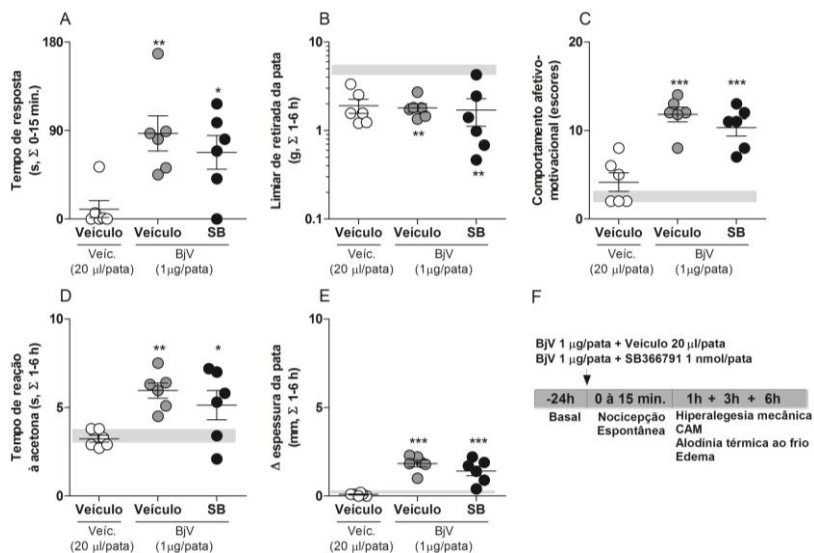 A
Tempo de resposta
(s, Σ 0-15 min.)
180
90
0
**
*
Veículo
Veículo
SB
Veíc.
(20 µl/pata)
BjV
(1µg/pata)
B
Limiar de retirada da pata
(g, Σ 1-6 h)
10
1
0.1
**
**
Veículo
Veículo
SB
Veíc.
(20 µl/pata)
BjV
(1µg/pata)
C
Comportamento afetivo-
motivacional (escores)
20
10
0
***
***
Veículo
Veículo
SB
Veíc.
(20 µl/pata)
BjV
(1µg/pata)
D
Tempo de reação
à acetona (s, Σ 1-6 h)
10
5
0
**
*
Veículo
Veículo
SB
Veíc.
(20 µl/pata)
BjV
(1µg/pata)
E
Δ espessura da pata
(mm, Σ 1-6 h)
10
5
0
***
***
Veículo
Veículo
SB
Veíc.
(20 µl/pata)
BjV
(1µg/pata)
F
BjV 1 µg/pata + Veiculo 20 µl/pata
BjV 1 µg/pata + SB366791 1 nmol/pata
-24h
0 à 15 min.
1h + 3h + 6h
Basal
Nocicepção
Espontânea
Hiperalegesia mecânica
CAM
Alodínia térmica ao frio
Edema